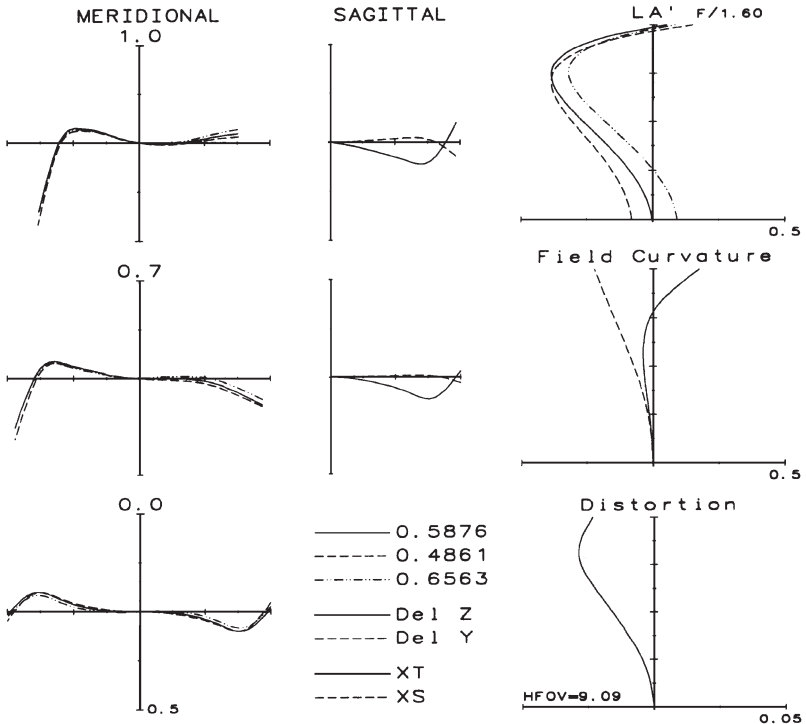 MERIDIONAL
1.0
SAGITTAL
LA' F/1.60
0.5
0.7
Field Curvature
0.5
0.0
0.5
0.5876
0.4861
0.6563
Del Z
Del Y
XT
XS
Distortion
HFOV=9.09
0.05